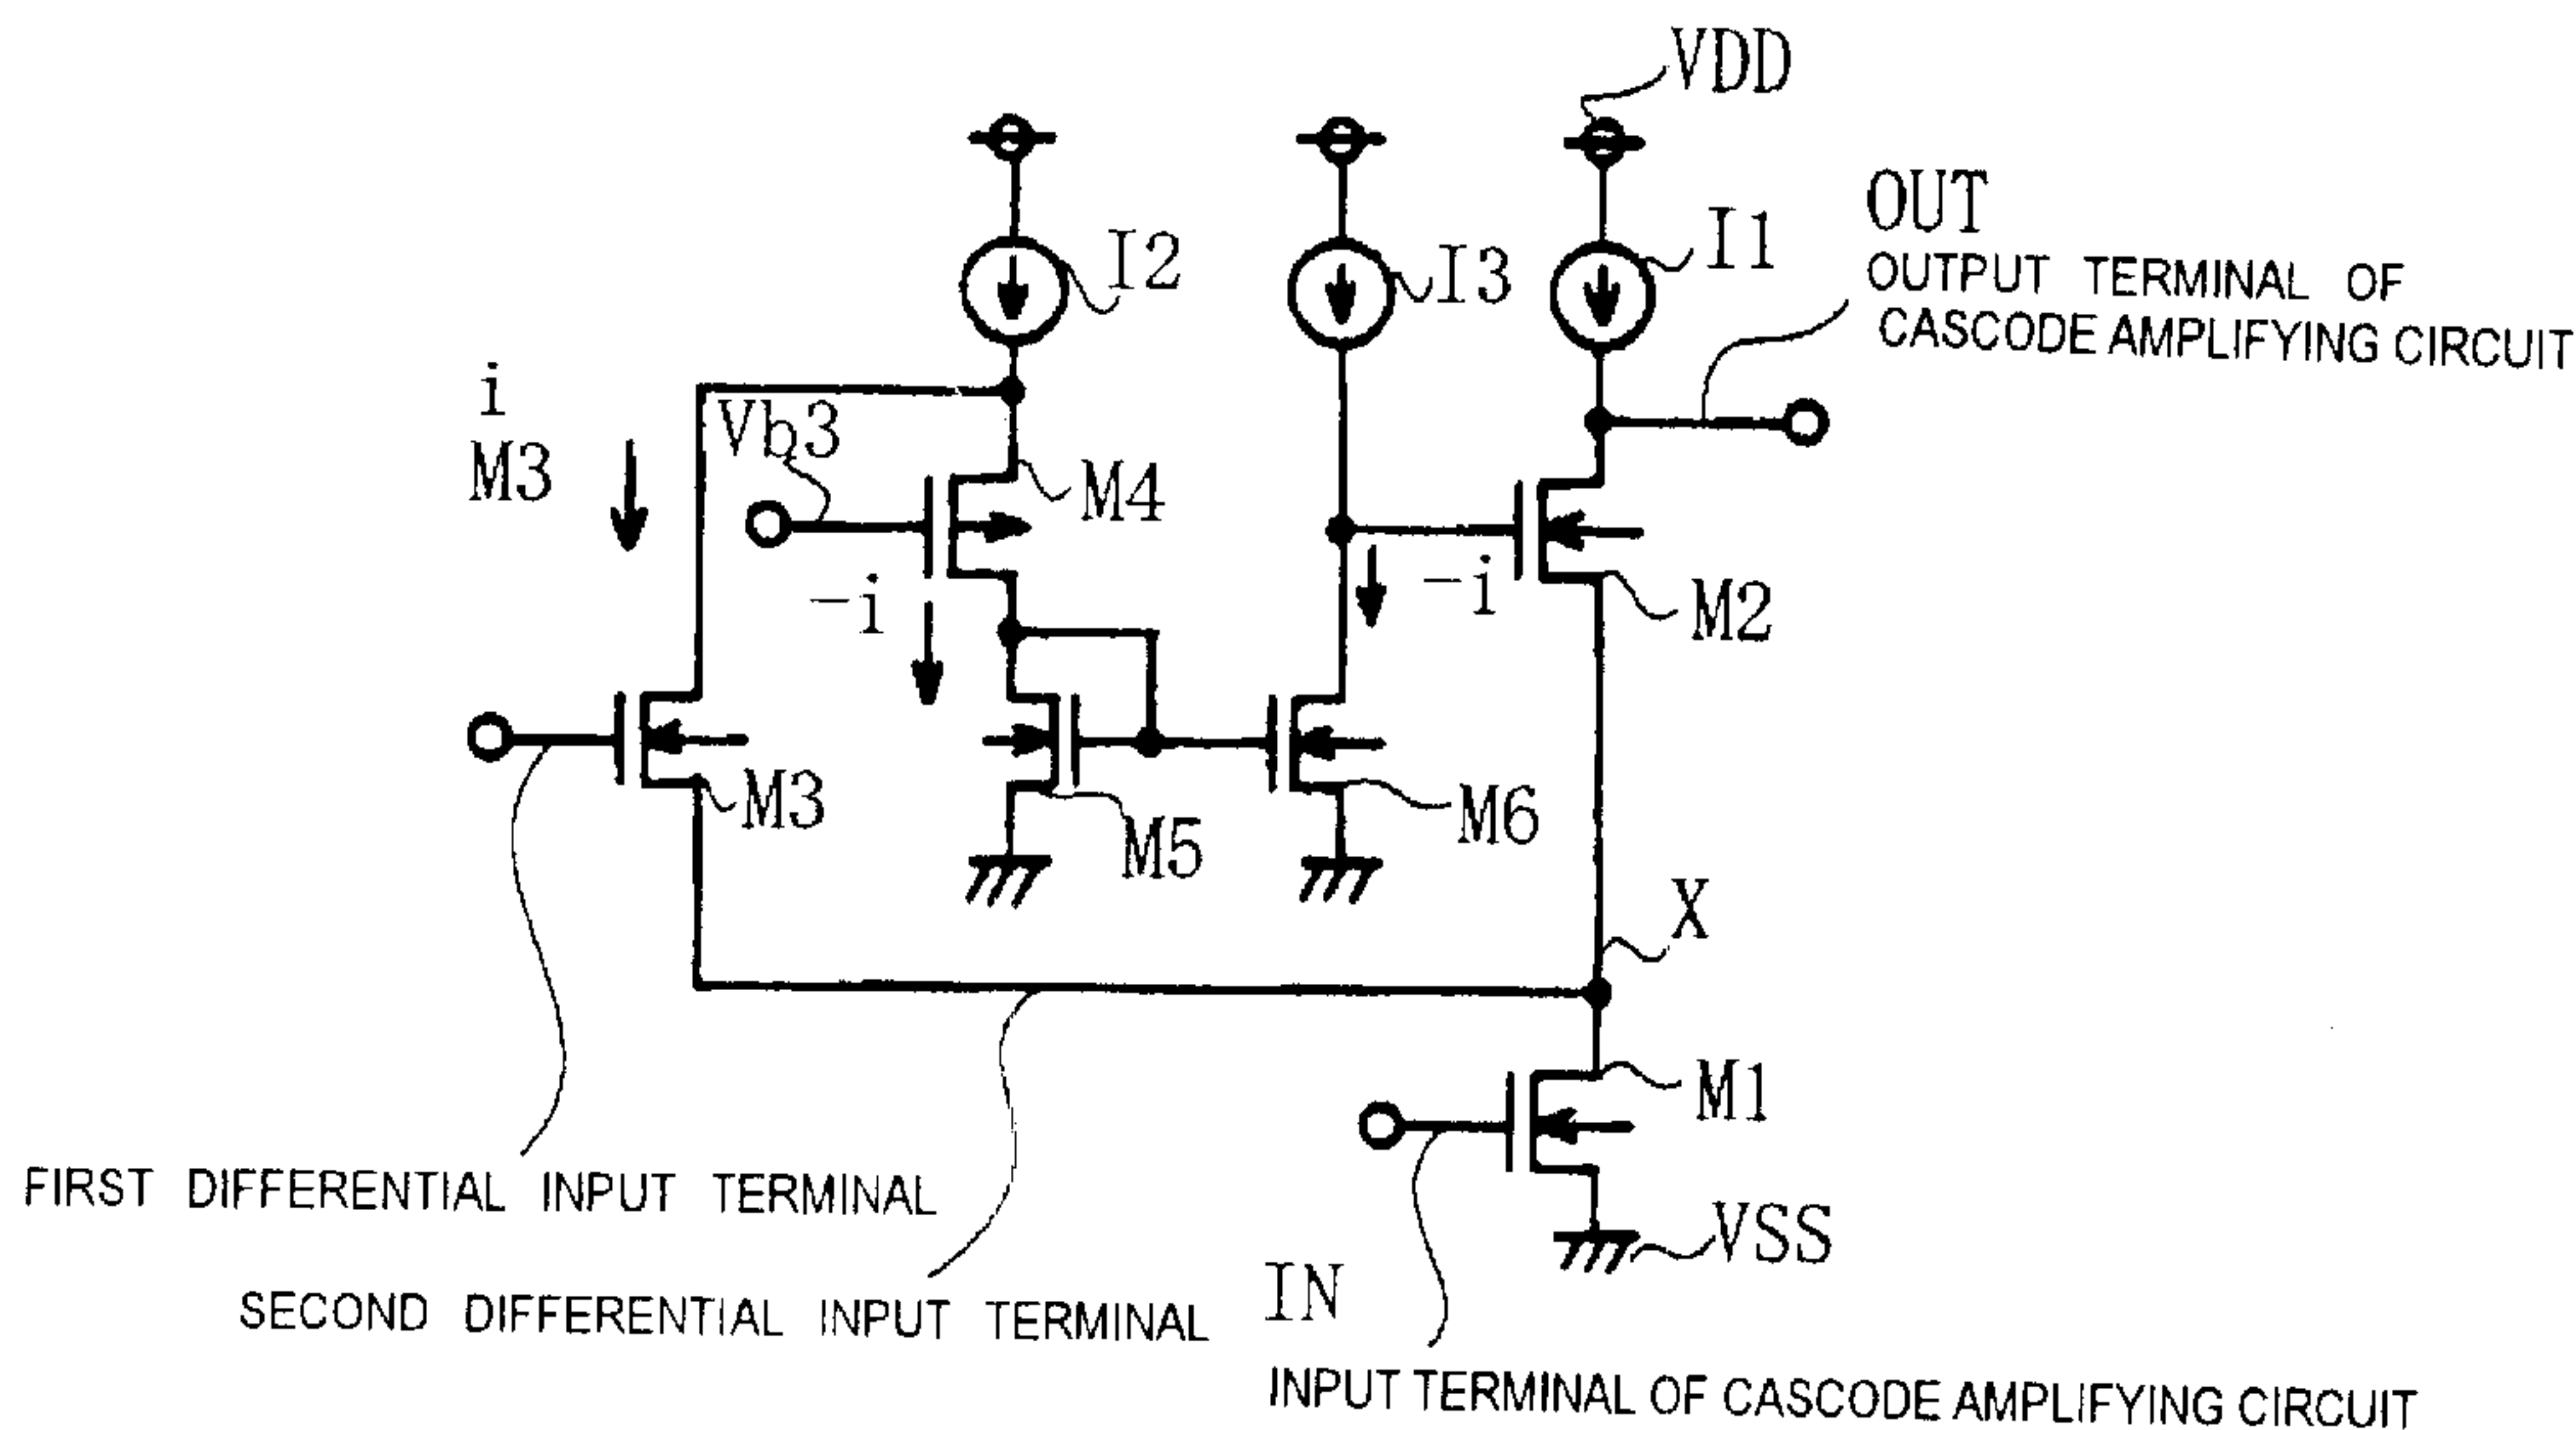 VDD
OUT
OUTPUT TERMINAL OF
CASCODE AMPLIFYING CIRCUIT
I2
I3
I1
i
M3
Vb3
M4
-i
-i
M2
M3
M5
M6
X
M1
FIRST DIFFERENTIAL INPUT TERMINAL
VSS
SECOND DIFFERENTIAL INPUT TERMINAL
IN
INPUT TERMINAL OF CASCODE AMPLIFYING CIRCUIT